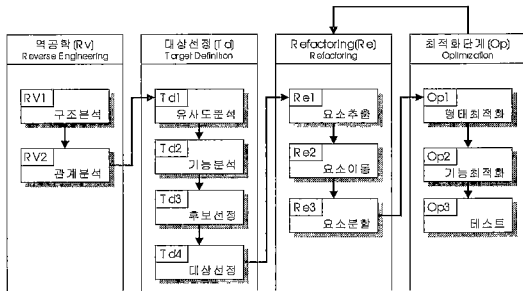 역공학(Rv)
Reverse Engineering
RV1
구조분석
RV2
관계분석
대상선정(Td)
Target Definition
Td1
유사도분석
Td2
기능분석
Td3
후보선정
Td4
대상선정
Refactoring(Re)
Refactoring
Re1
요소추출
Re2
요소이동
Re3
요소분할
최적화단계(Op)
Optimization
Op1
형태최적화
Op2
기능최적화
Op3
테스트